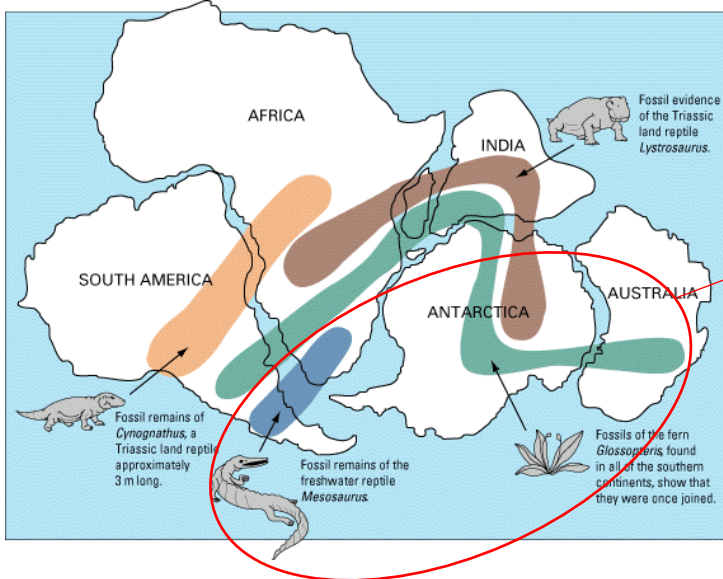 AFRICA
Fossil evidence
of the Triassic
land reptile
Lystrosaurus.
INDIA
SOUTH AMERICA
ANTARCTICA
AUSTRALIA
Fossil remains of
Cynognathus, a
Triassic land reptile
approximately
3 m long.
Fossil remains of the
freshwater reptile
Mesosaurus.
Fossils of the fern
Glossopteris, found
in all of the southern
continents, show that
they were once joined.